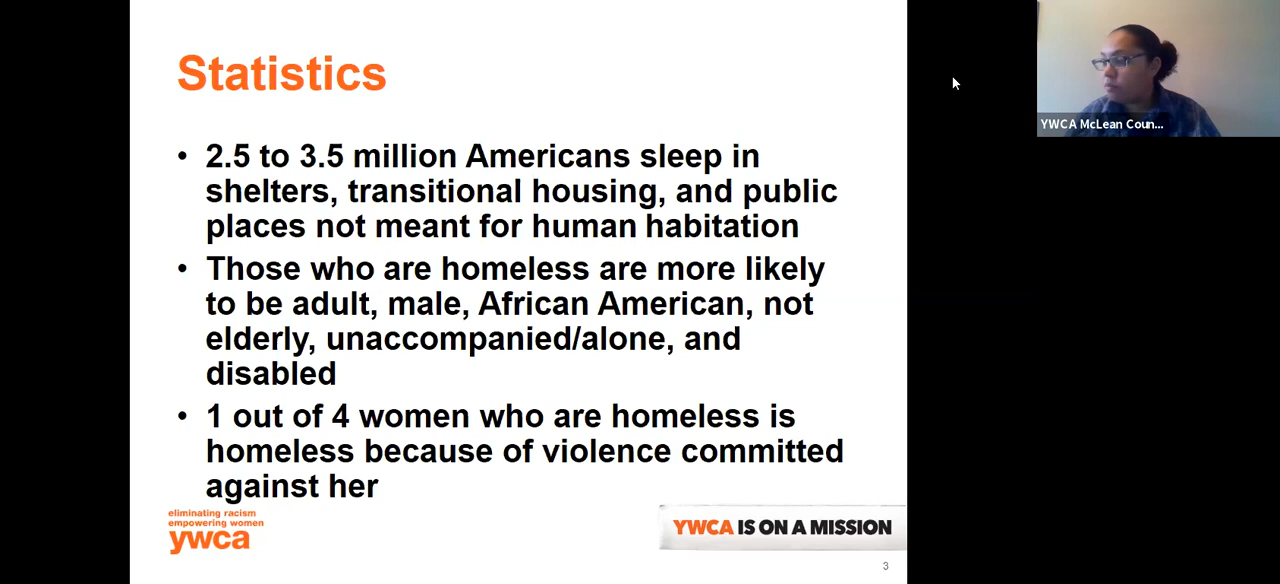 Statistics
• 2.5 to 3.5 million Americans sleep in
shelters, transitional housing, and public
places not meant for human habitation
• Those who are homeless are more likely
to be adult, male, African American, not
elderly, unaccompanied/alone, and
disabled
• 1 out of 4 women who are homeless is
homeless because of violence committed
against her
eliminating racism
empowering women
ywca
YWCA IS ON A MISSION
3
YWCA McLean Coun...